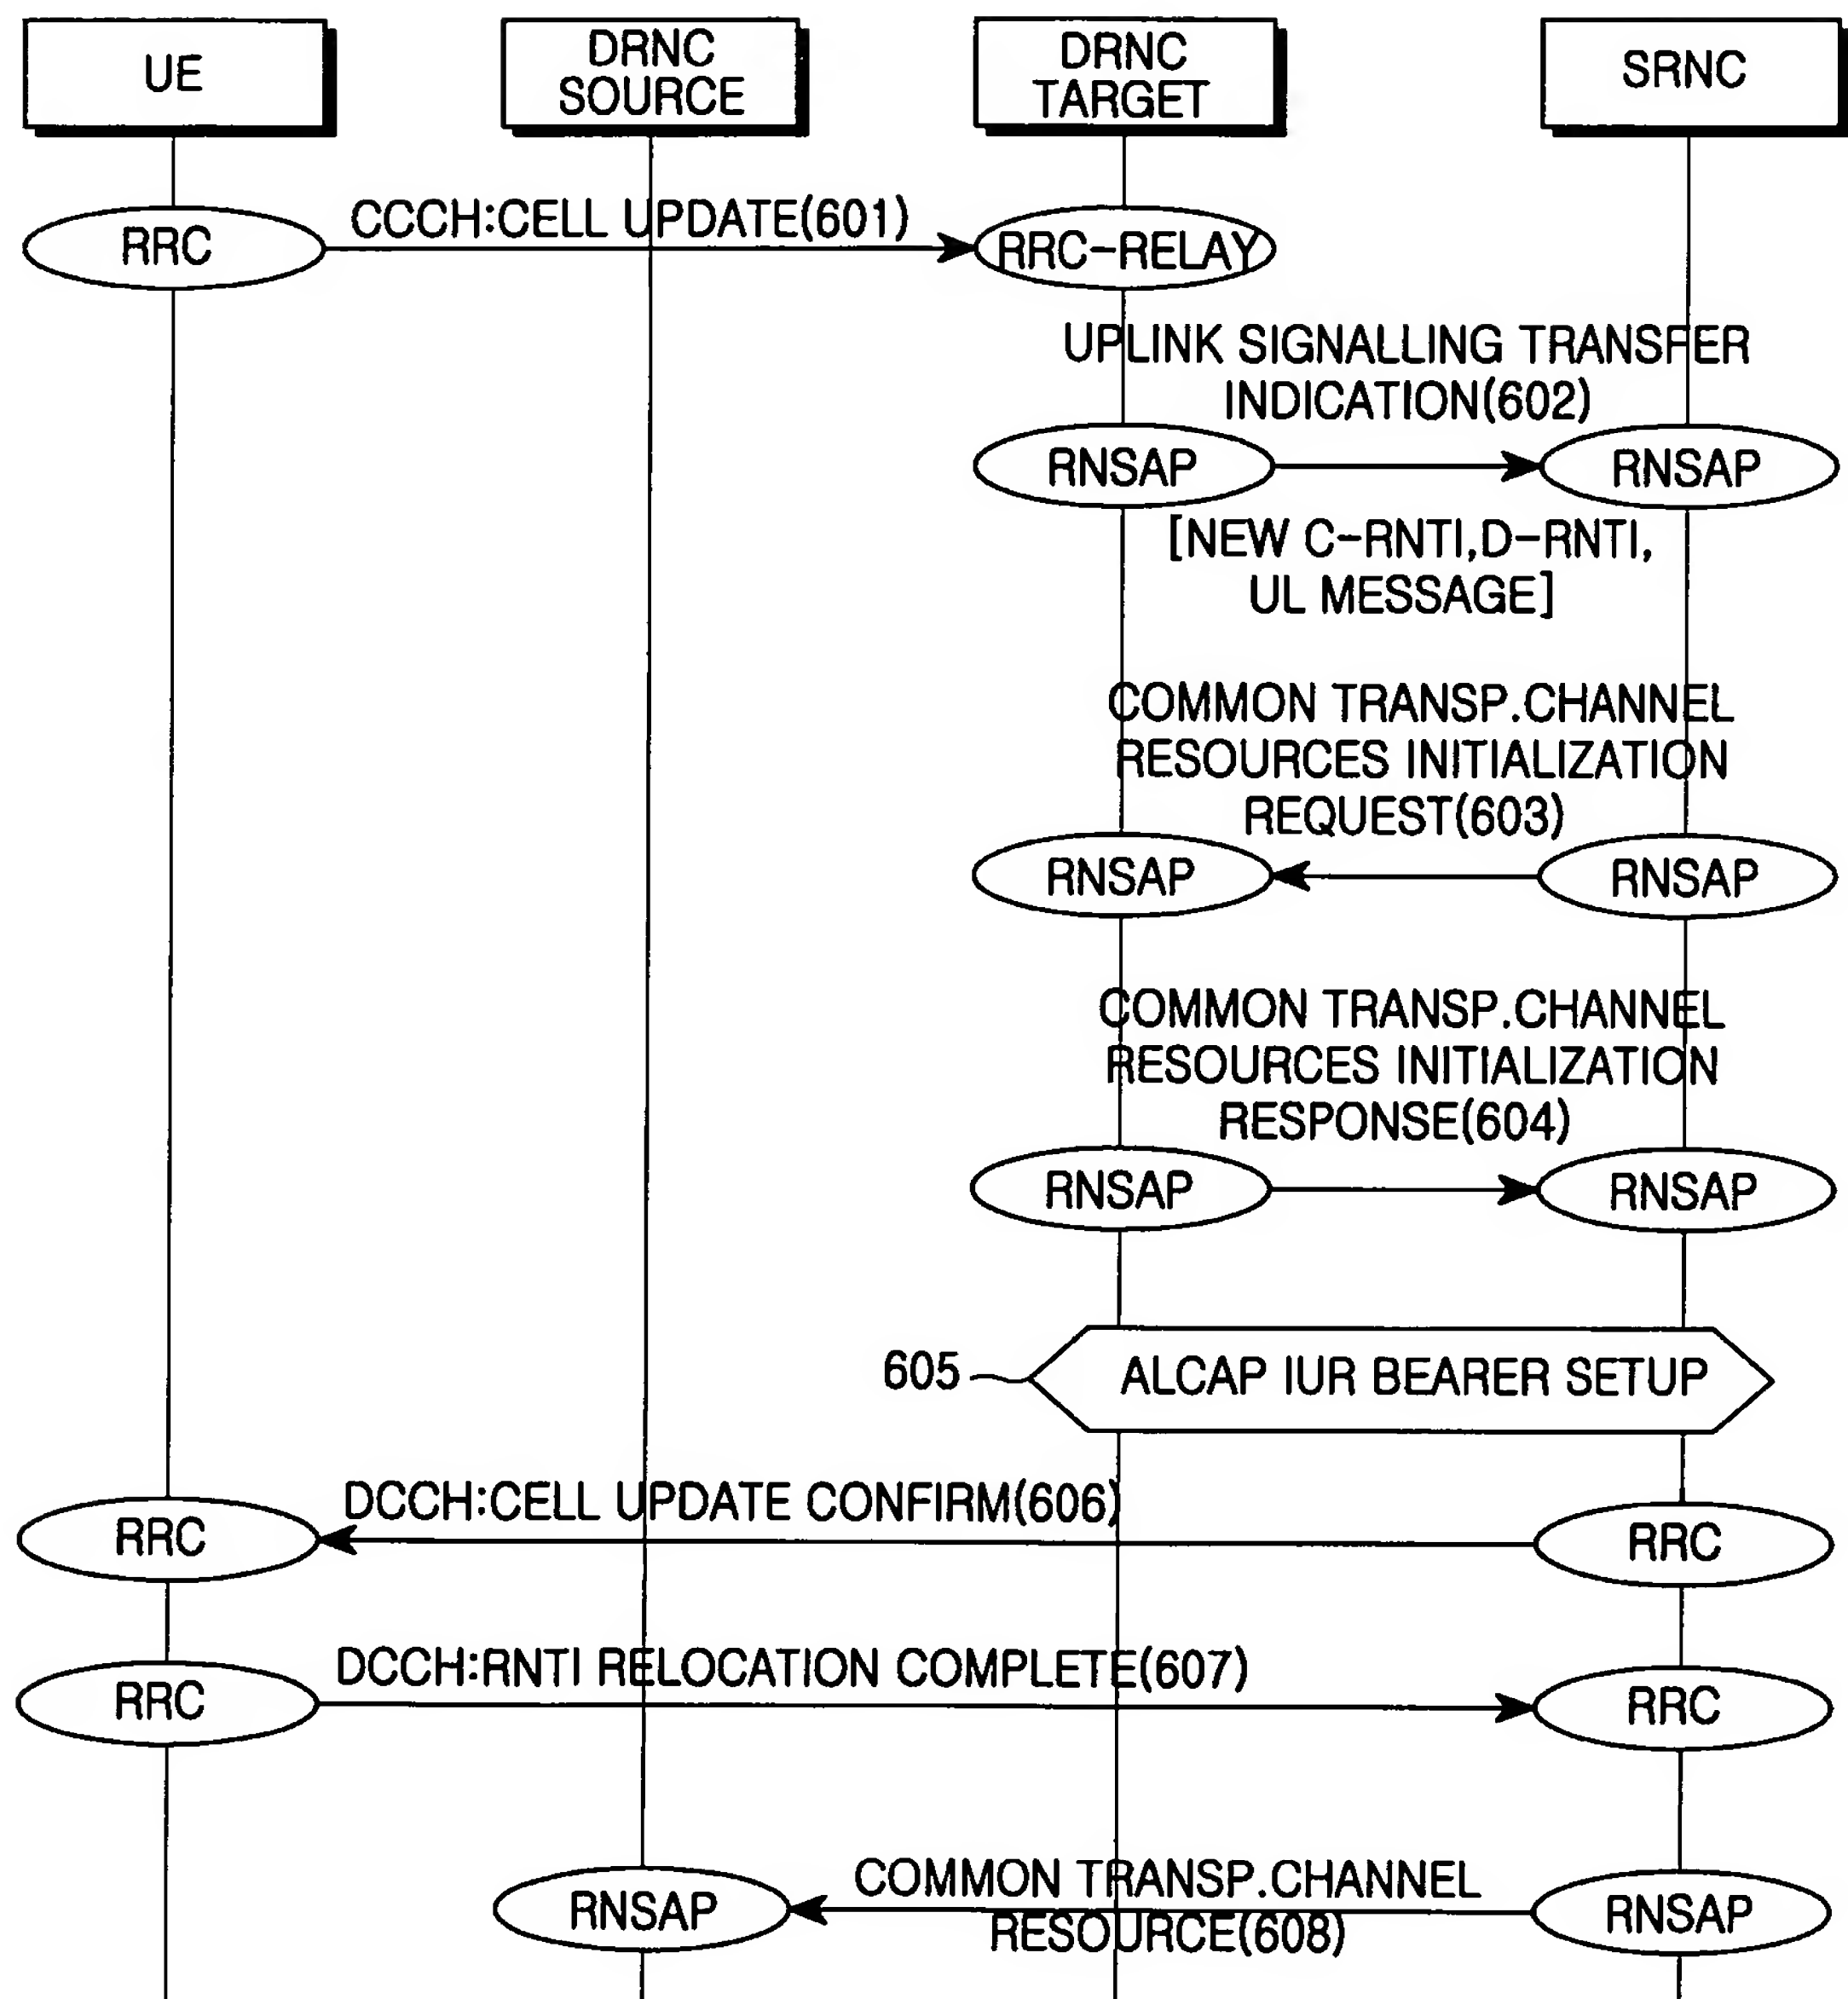 UE
DRNC
SOURCE
DRNC
TARGET
SRNC
CCCH:CELL UPDATE(601)
RRC
RRC-RELAY
UPLINK SIGNALLING TRANSFER
INDICATION(602)
RNSAP
RNSAP
[NEW C-RNTI,D-RNTI,
UL MESSAGE]
COMMON TRANSP.CHANNEL
RESOURCES INITIALIZATION
REQUEST(603)
RNSAP
RNSAP
COMMON TRANSP.CHANNEL
RESOURCES INITIALIZATION
RESPONSE(604)
RNSAP
RNSAP
605
ALCAP IUR BEARER SETUP
DCCH:CELL UPDATE CONFIRM(606)
RRC
RRC
DCCH:RNTI RELOCATION COMPLETE(607)
RRC
RRC
COMMON TRANSP.CHANNEL
RESOURCE(608)
RNSAP
RNSAP